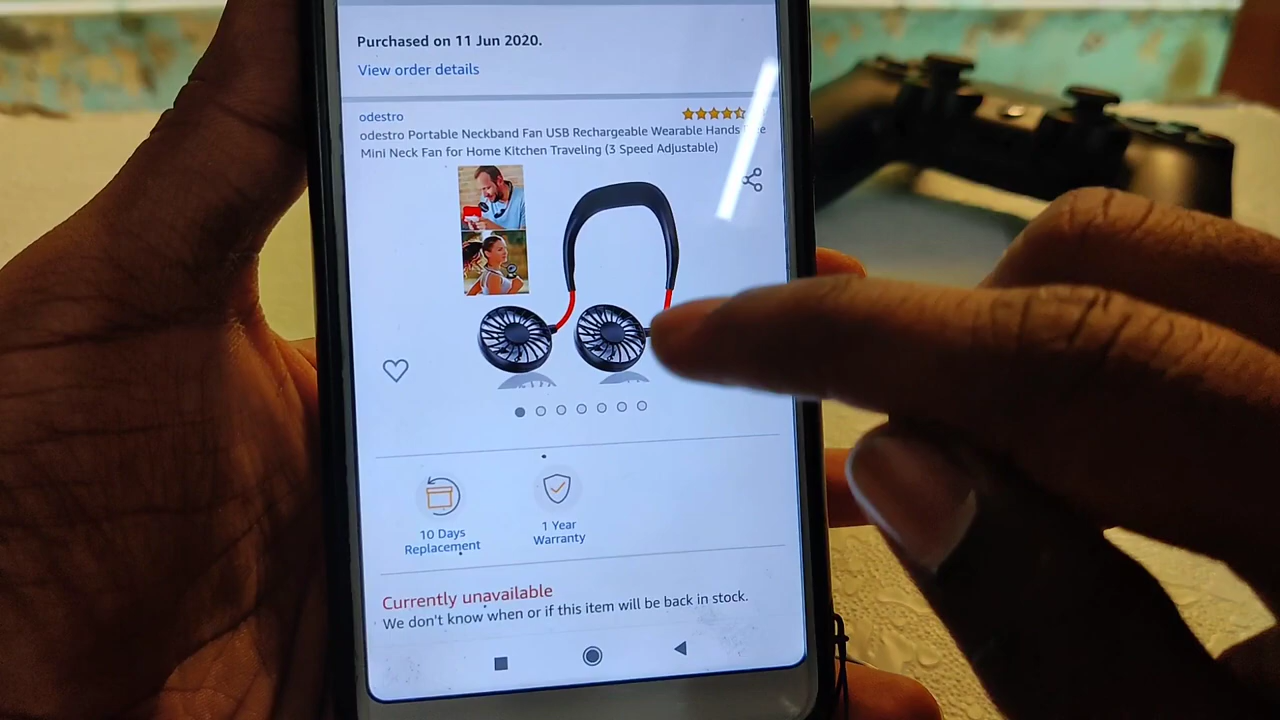 Purchased on 11 Jun 2020.
View order details
odestro
odestro Portable Neckband Fan USB Rechargeable Wearable Hands
Mini Neck Fan for Home Kitchen Traveling (3 Speed Adjustable)
10 Days
Replacement
1 Year
Warranty
Currently unavailable
We don't know when or if this item will be back in stock.